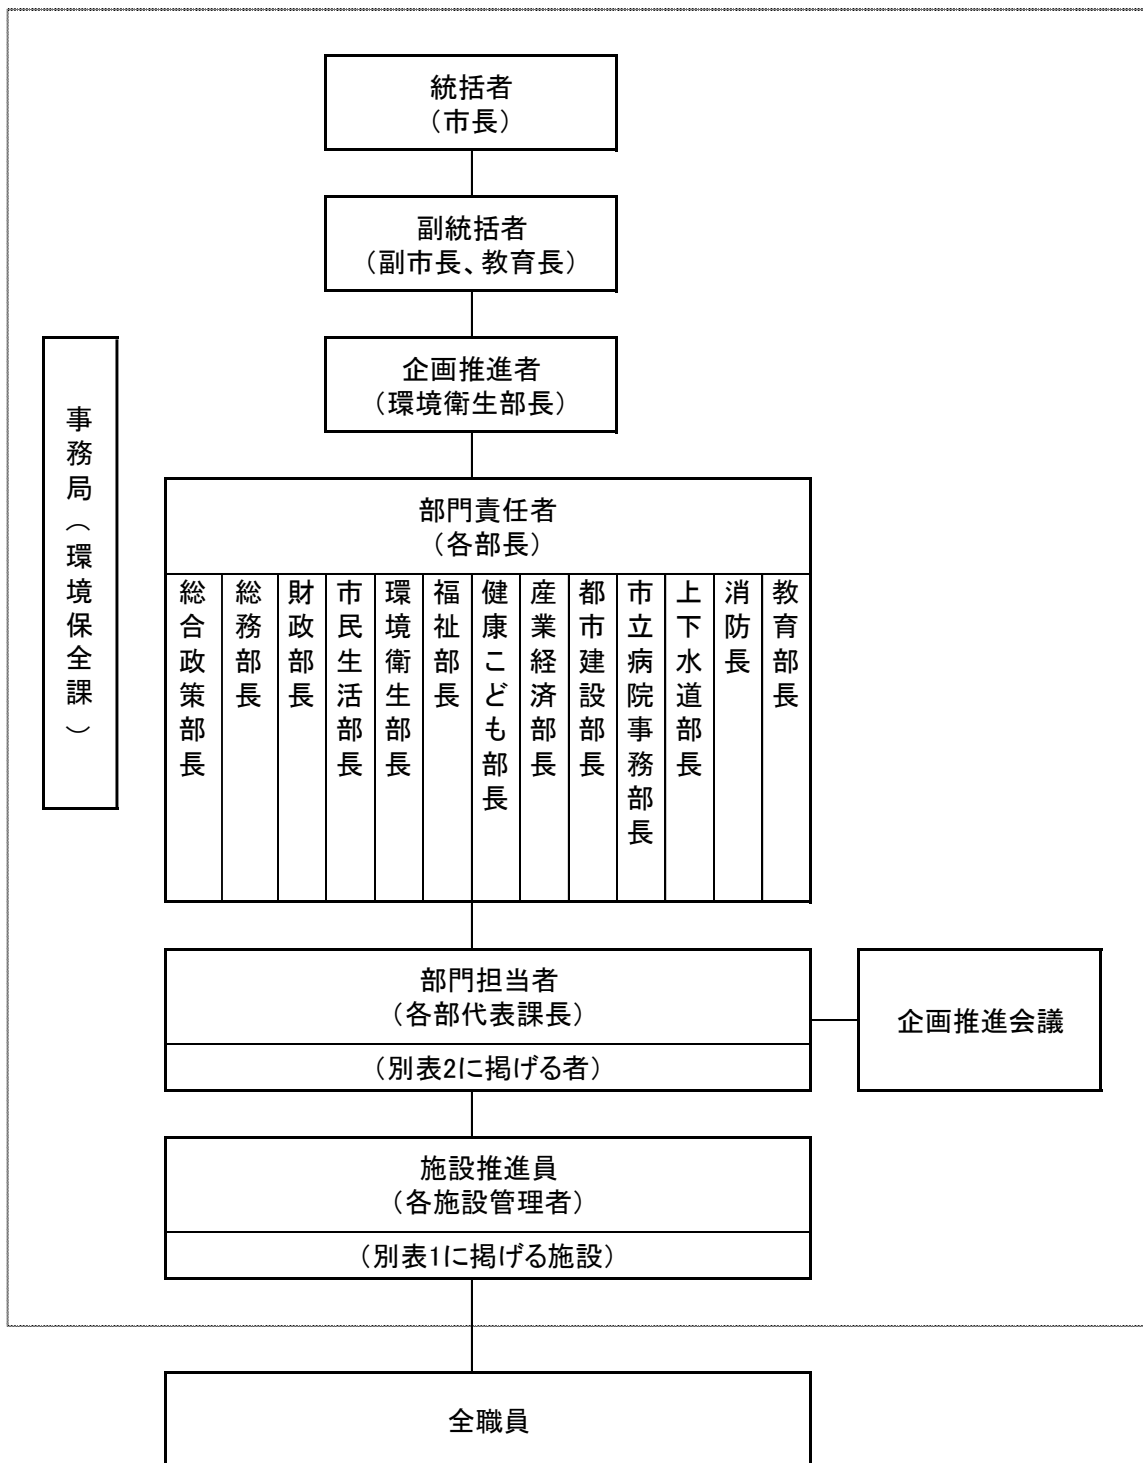 統括者
（市長）
副統括者
（副市長、教育長）
企画推進者
（環境衛生部長）
事務局（環境保全課）
部門責任者
（各部長）
総合政策部長
総務部長
財政部長
市民生活部長
環境衛生部長
福祉部長
健康こども部長
産業経済部長
都市建設部長
市立病院事務部長
上下水道部長
消防長
教育部長
部門担当者
（各部代表課長）
（別表2に掲げる者）
企画推進会議
施設推進員
（各施設管理者）
（別表1に掲げる施設）
全職員